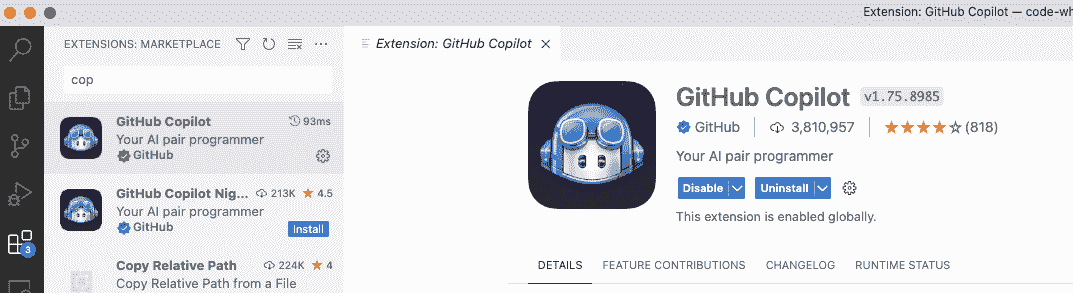 Extension: GitHub Copilot — code-wh
EXTENSIONS: MARKETPLACE
cop
GitHub Copilot 93ms
Your AI pair programmer
GitHub
GitHub Copilot Nig... 213K 4.5
Your AI pair programmer
GitHub Install
Copy Relative Path 224K 4
Copy Relative Path from a File
3
Extension: GitHub Copilot
GitHub Copilot v1.75.8985
GitHub 3,810,957 (818)
Your AI pair programmer
Disable Uninstall
This extension is enabled globally.
DETAILS FEATURE CONTRIBUTIONS CHANGELOG RUNTIME STATUS